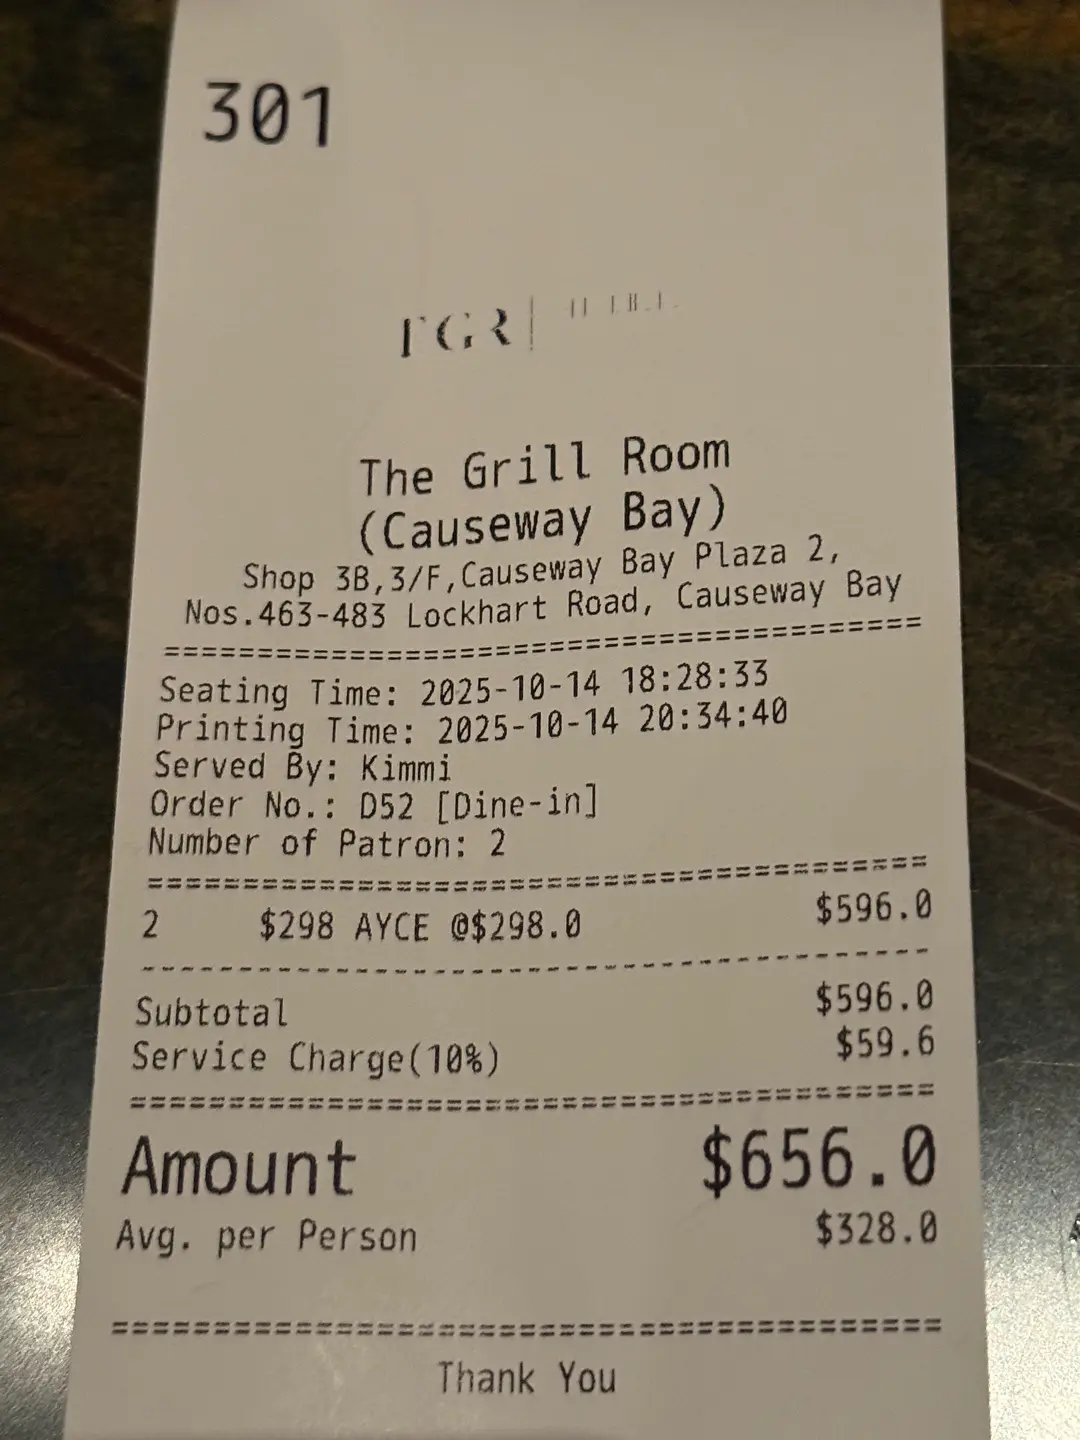 301
TGR
The Grill Room
(Causeway Bay)
Shop 3B,3/F,Causeway Bay Plaza 2,
Nos.463-483 Lockhart Road, Causeway Bay
========================================
Seating Time: 2025-10-14 18:28:33
Printing Time: 2025-10-14 20:34:40
Served By: Kimmi
Order No.: D52 [Dine-in]
Number of Patron: 2
========================================
2 $298 AYCE @$298.0 $596.0
----------------------------------------
Subtotal $596.0
Service Charge(10%) $59.6
========================================
Amount $656.0
Avg. per Person $328.0
========================================
Thank You